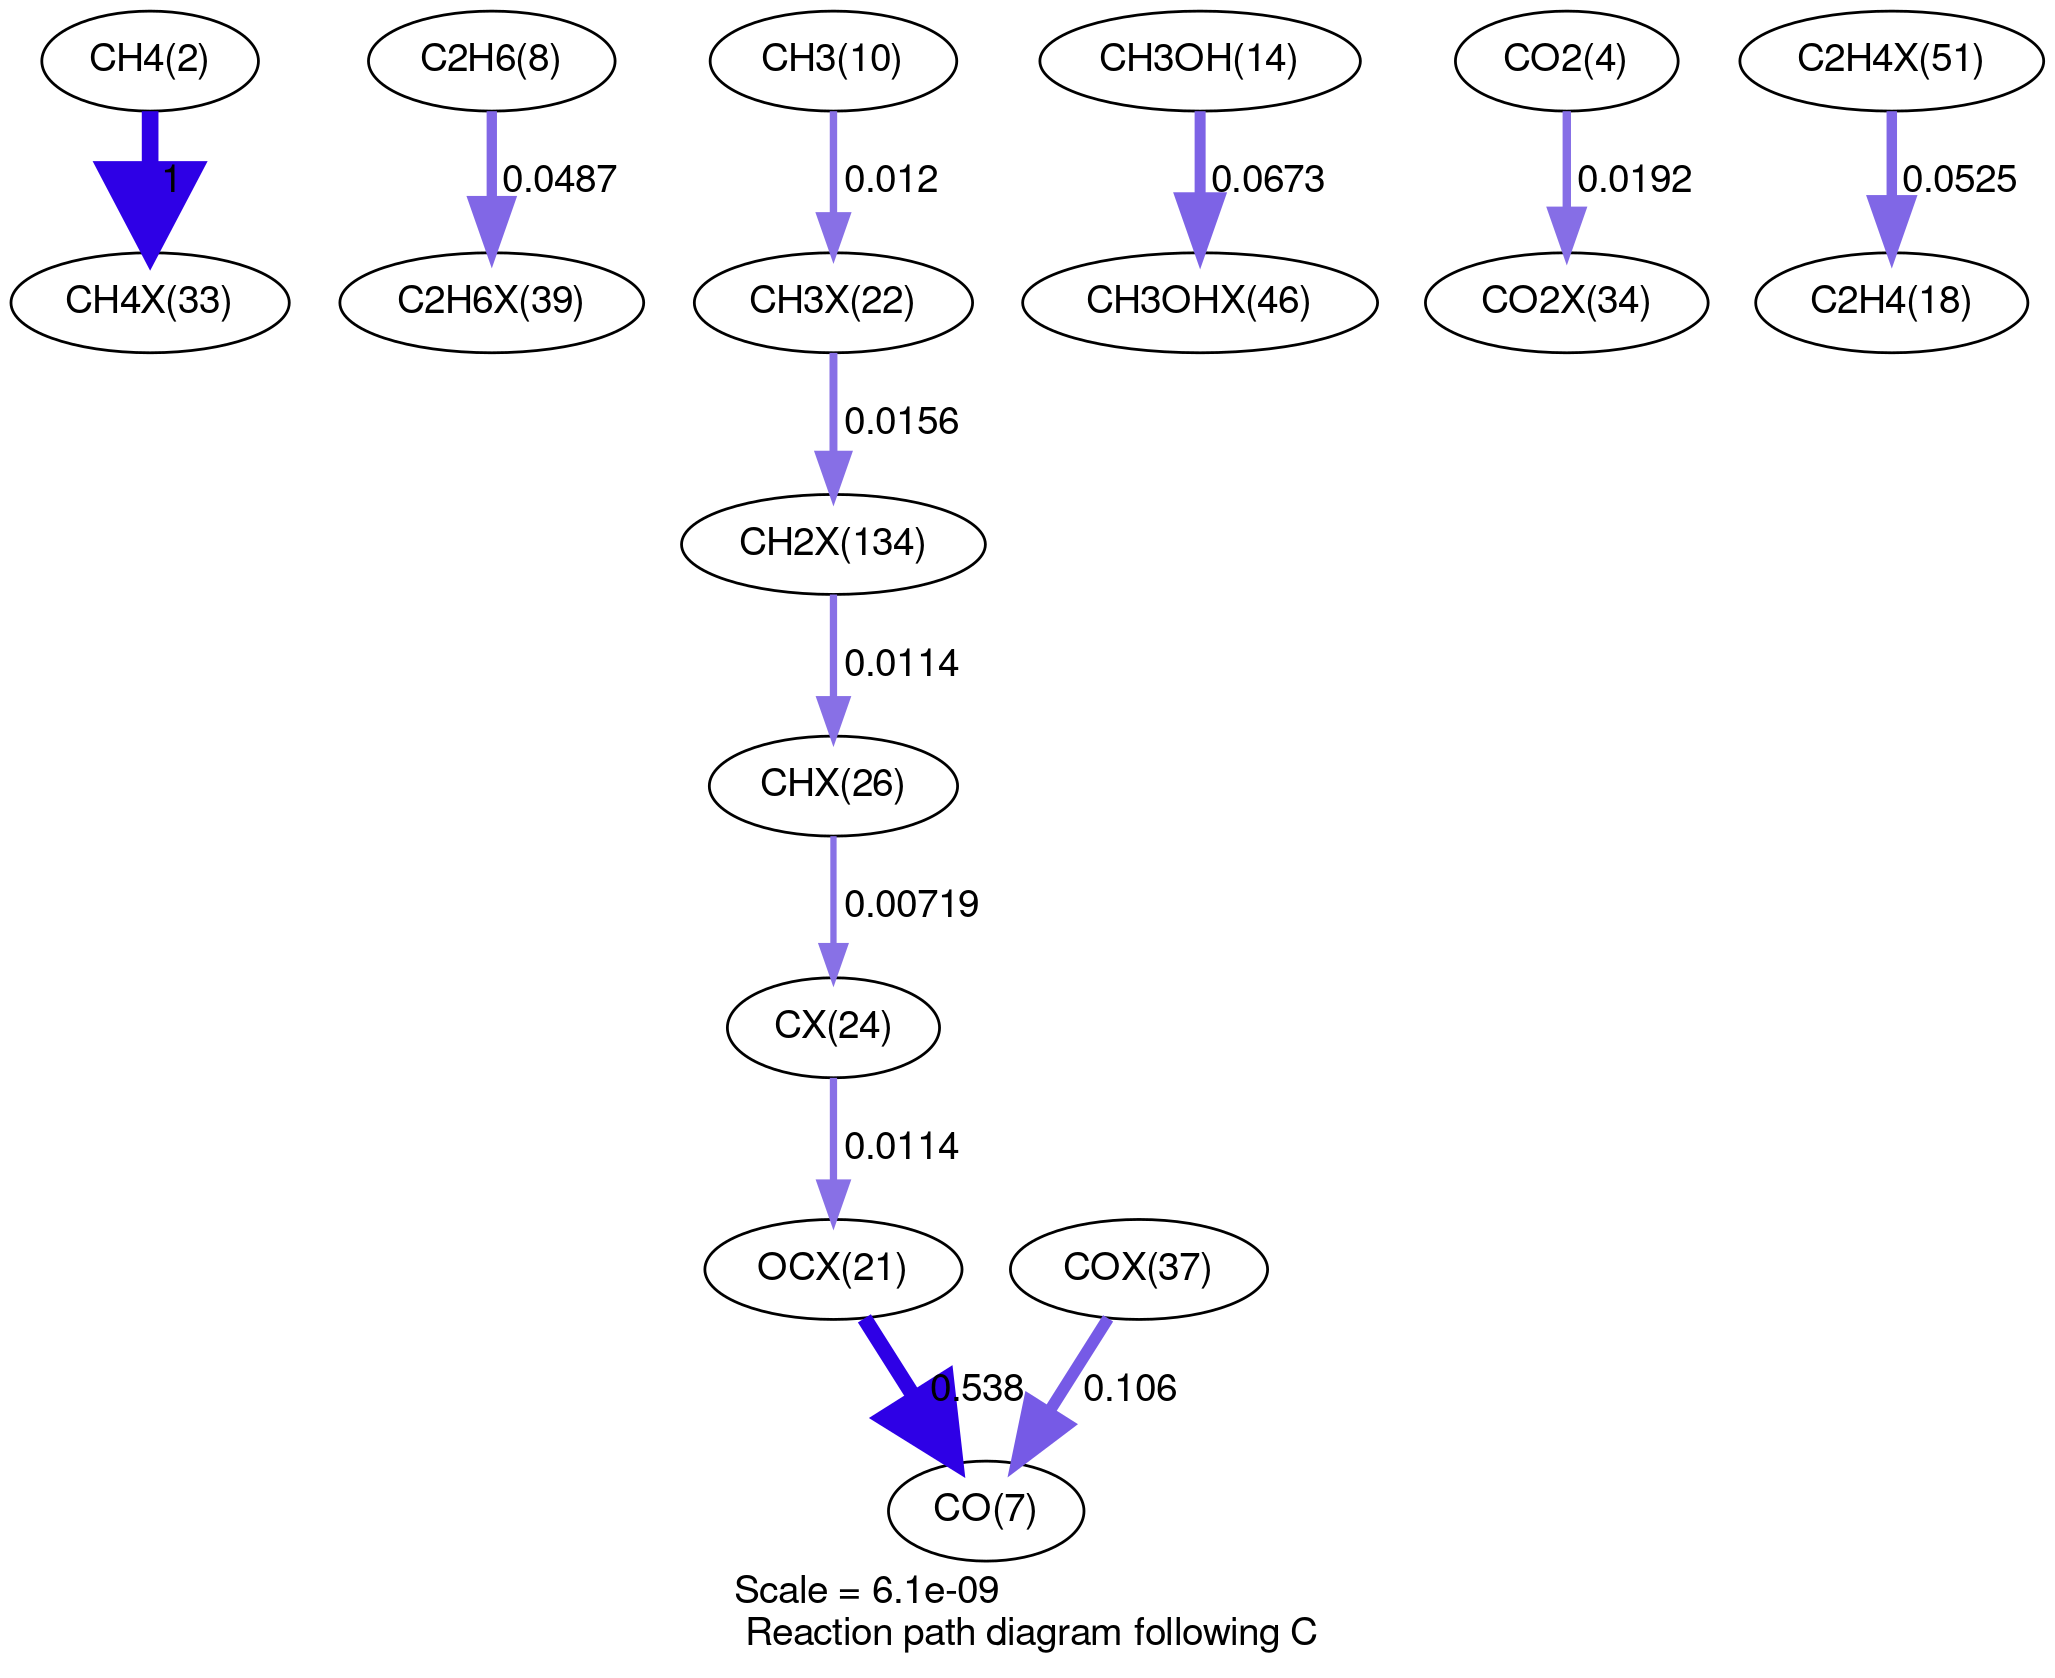 CH4(2)
C2H6(8)
CH3(10)
CH3OH(14)
CO2(4)
C2H4X(51)
1
0.0487
0.012
0.0673
0.0192
0.0525
CH4X(33)
C2H6X(39)
CH3X(22)
CH3OHX(46)
CO2X(34)
C2H4(18)
0.0156
CH2X(134)
0.0114
CHX(26)
0.00719
CX(24)
0.0114
OCX(21)
COX(37)
0.538
0.106
CO(7)
Scale = 6.1e-09
Reaction path diagram following C